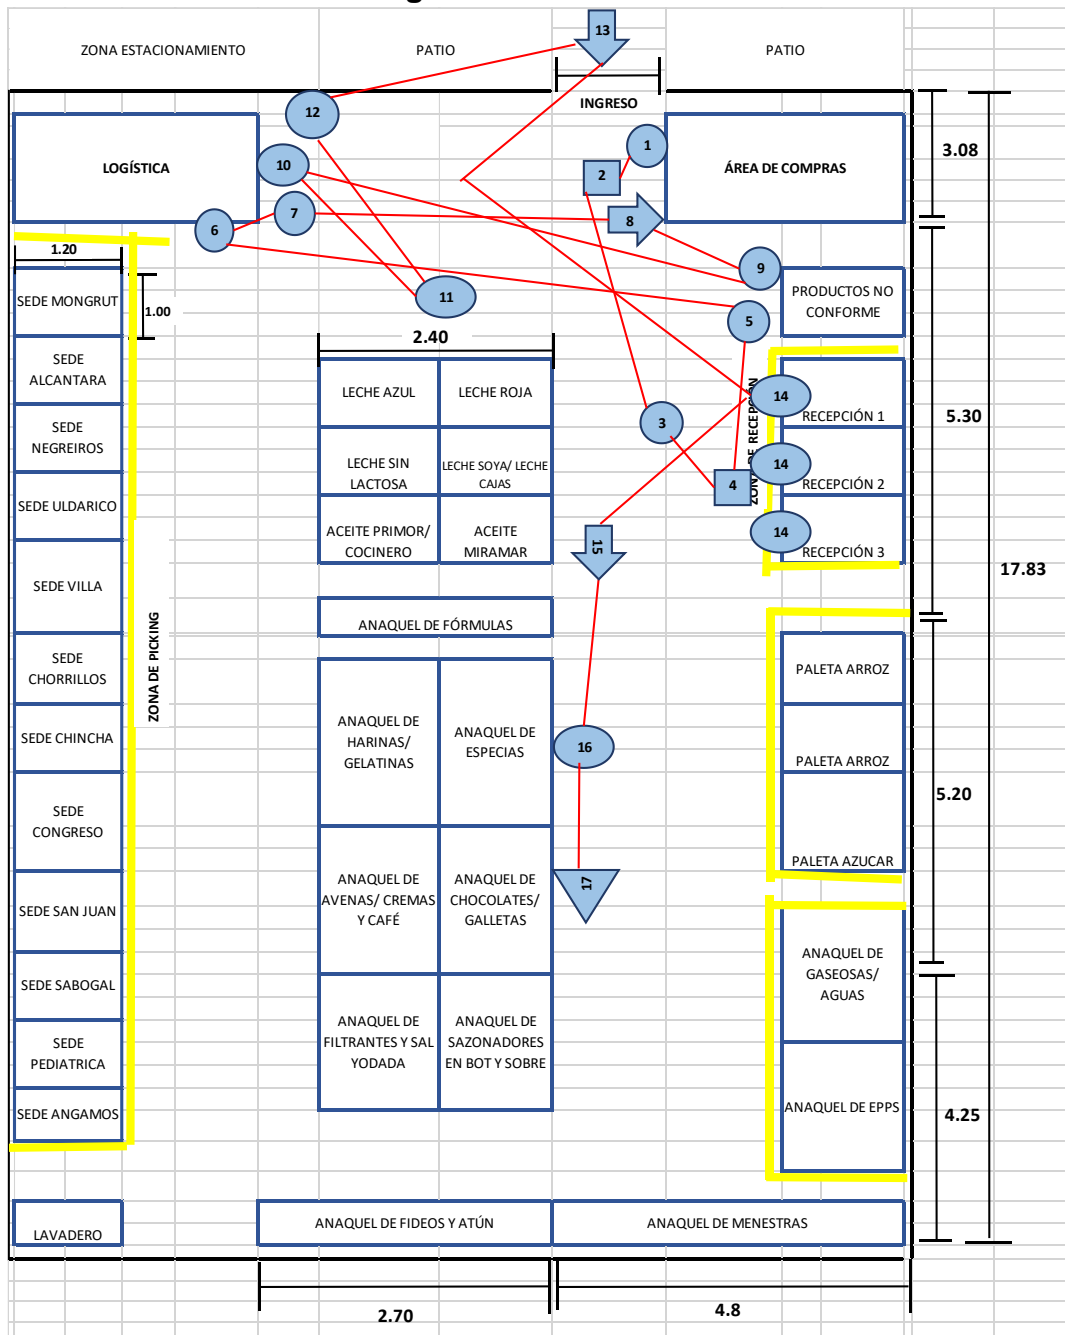 ZONA ESTACIONAMIENTO
PATIO
13
PATIO
INGRESO
12
1
LOGÍSTICA
10
2
ÁREA DE COMPRAS
3.08
7
6
8
1.20
9
SEDE MONGRUT
1.00
11
5
PRODUCTOS NO
CONFORME
2.40
SEDE
ALCANTARA
LECHE AZUL
LECHE ROJA
3
14
RECEPCIÓN 1
5.30
SEDE
NEGREIROS
LECHE SIN
LACTOSA
LECHE SOYA/ LECHE
CAJAS
4
14
RECEPCIÓN 2
DE RECEPCIÓN
SEDE ULDARICO
ACEITE PRIMOR/
COCINERO
ACEITE
MIRAMAR
15
14
RECEPCIÓN 3
17.83
SEDE VILLA
ZONA DE PICKING
ANAQUEL DE FÓRMULAS
SEDE
CHORRILLOS
PALETA ARROZ
SEDE CHINCHA
ANAQUEL DE
HARINAS/
GELATINAS
ANAQUEL DE
ESPECIAS
16
PALETA ARROZ
5.20
SEDE
CONGRESO
PALETA AZUCAR
SEDE SAN JUAN
ANAQUEL DE
AVENAS/ CREMAS
Y CAFÉ
ANAQUEL DE
CHOCOLATES/
GALLETAS
17
SEDE SABOGAL
ANAQUEL DE
GASEOSAS/
AGUAS
SEDE
PEDIATRICA
ANAQUEL DE
FILTRANTES Y SAL
YODADA
ANAQUEL DE
SAZONADORES
EN BOT Y SOBRE
SEDE ANGAMOS
ANAQUEL DE EPPS
4.25
LAVADERO
ANAQUEL DE FIDEOS Y ATÚN
ANAQUEL DE MENESTRAS
2.70
4.8